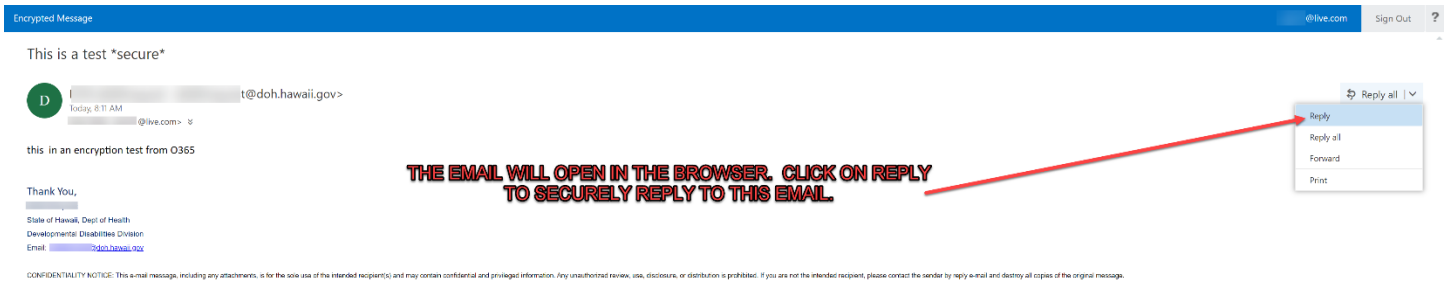 Encrypted Message
@live.com
Sign Out
?
This is a test *secure*
D
t@doh.hawaii.gov>
Today, 8:11 AM
@live.com>
Reply all
Reply
Reply all
Forward
Print
this in an encryption test from O365
THE EMAIL WILL OPEN IN THE BROWSER. CLICK ON REPLY
TO SECURELY REPLY TO THIS EMAIL.
Thank You,
State of Hawaii, Dept of Health
Developmental Disabilities Division
Email: @doh.hawaii.gov
CONFIDENTIALITY NOTICE: This e-mail message, including any attachments, is for the sole use of the intended recipient(s) and may contain confidential and privileged information. Any unauthorized review, use, disclosure, or distribution is prohibited. If you are not the intended recipient, please contact the sender by reply e-mail and destroy all copies of the original message.